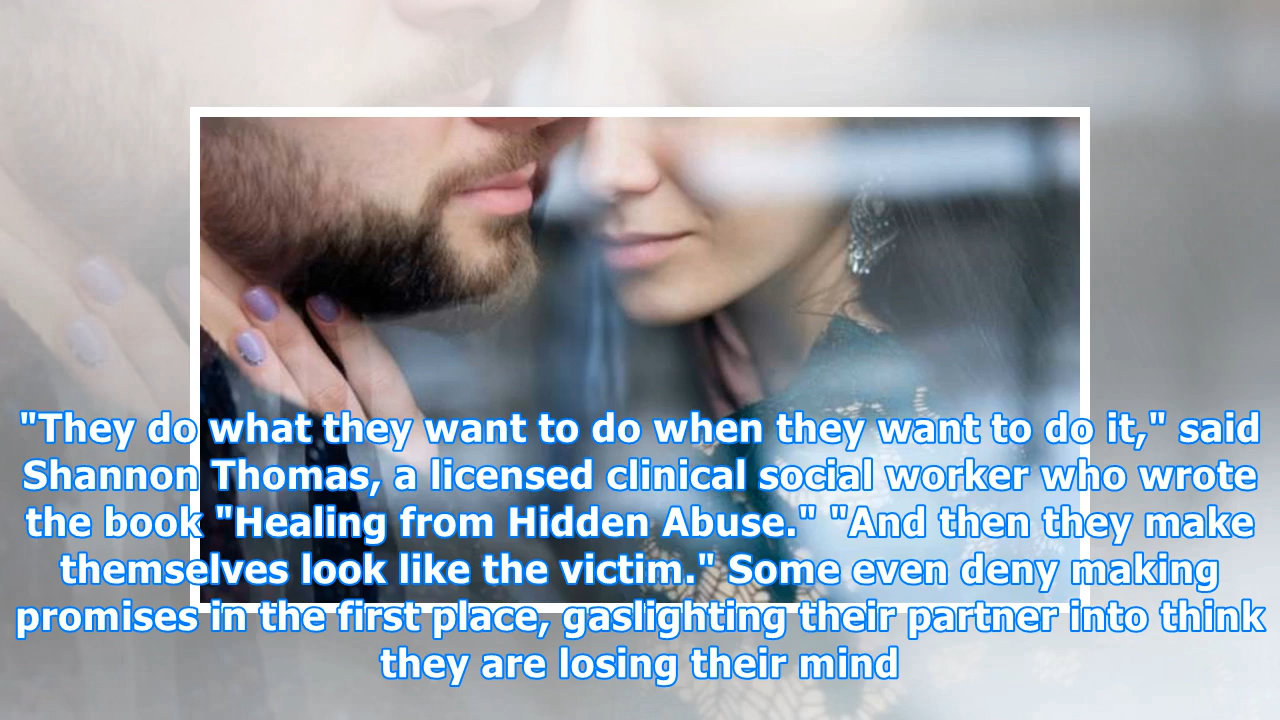 "They do what they want to do when they want to do it," said
Shannon Thomas, a licensed clinical social worker who wrote
the book "Healing from Hidden Abuse." "And then they make
themselves look like the victim." Some even deny making
promises in the first place, gaslighting their partner into think
they are losing their mind